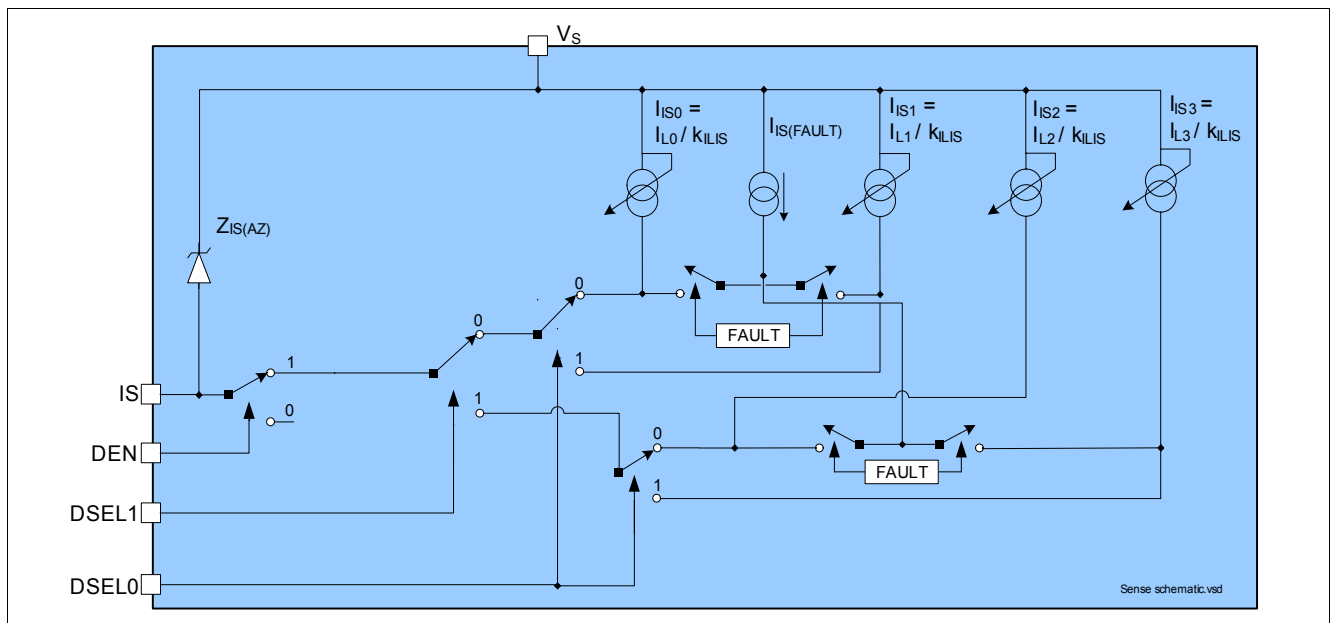 VS
IIS0 =
IL0 / kILIS
IIS(FAULT)
IIS1 =
IL1 / kILIS
IIS2 =
IL2 / kILIS
IIS3 =
IL3 / kILIS
ZIS(AZ)
0
0
1
FAULT
1
IS
0
1
0
DEN
FAULT
1
DSEL1
DSEL0
Sense schematic.vsd